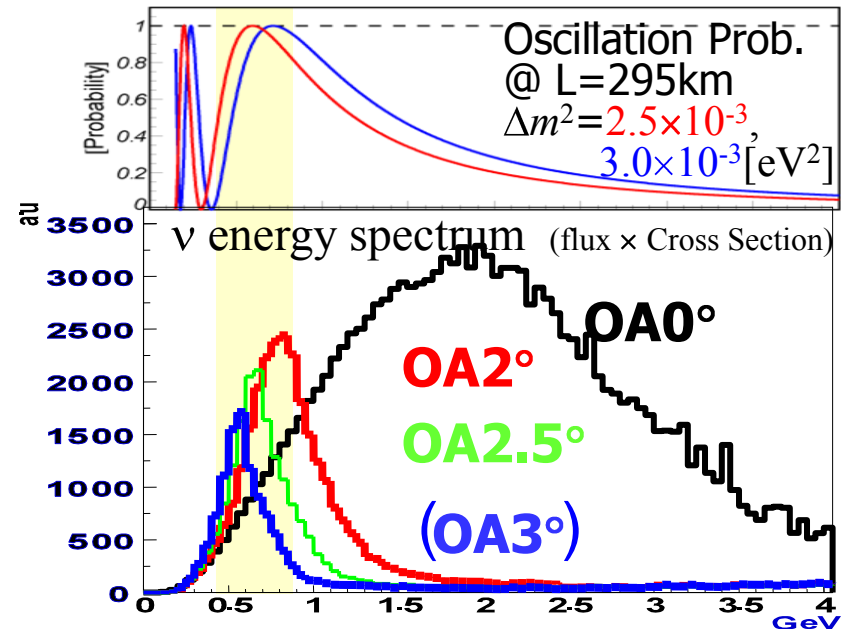 1
0.8
0.6
0.4
0.2
0
[Probability]
Oscillation Prob.
@ L=295km
Δm²=2.5×10⁻³,
3.0×10⁻³[eV²]
au
ν energy spectrum (flux × Cross Section)
3500
3000
2500
2000
1500
1000
500
0
OA0°
OA2°
OA2.5°
(OA3°)
0 0.5 1 1.5 2 2.5 3 3.5 4
GeV